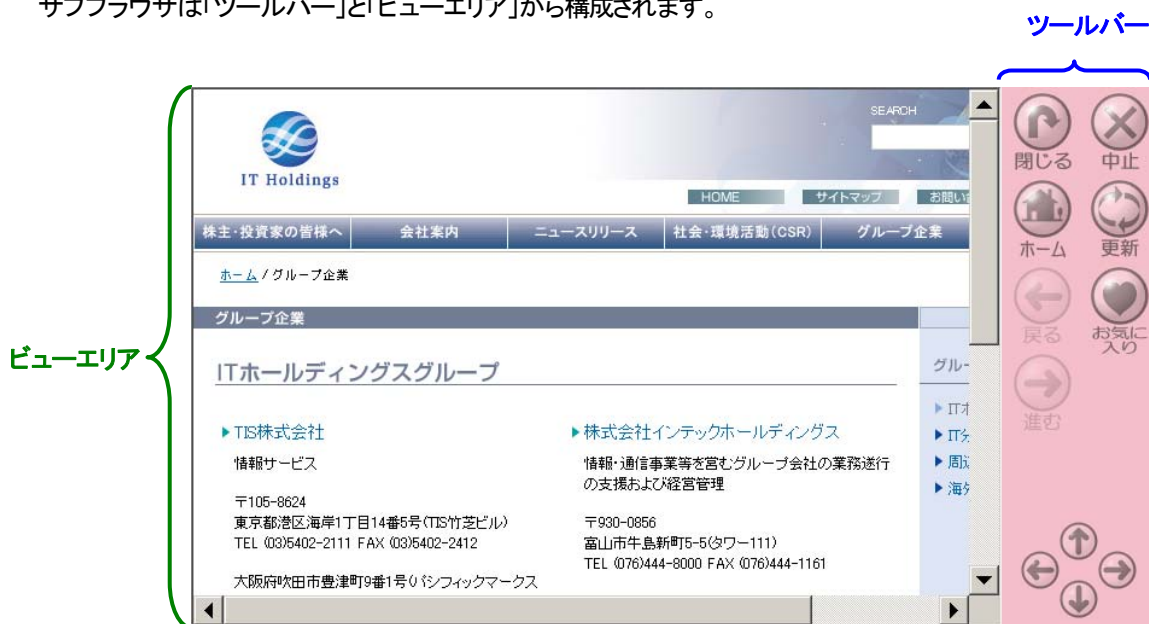 サブブラウザは「ツールバー」と「ビューエリア」から構成されます。
ツールバー
ビューエリア
IT Holdings
SEARCH
HOME
サイトマップ
お問い
株主・投資家の皆様へ
会社案内
ニュースリリース
社会・環境活動(CSR)
グループ企業
ホーム / グループ企業
グループ企業
ITホールディングスグループ
▶TIS株式会社
情報サービス
〒105-8624
東京都港区海岸1丁目14番5号(TIS竹芝ビル)
TEL (03)5402-2111 FAX (03)5402-2412
大阪府吹田市豊津町9番1号(パシフィックマークス
▶株式会社インテックホールディングス
情報・通信事業等を営むグループ会社の業務遂行
の支援および経営管理
〒930-0856
富山市牛島新町5-5(タワー111)
TEL (076)444-8000 FAX (076)444-1161
グルー
▶IT
▶IT分
▶周辺
▶海外
閉じる
中止
ホーム
更新
戻る
お気に
入り
進む